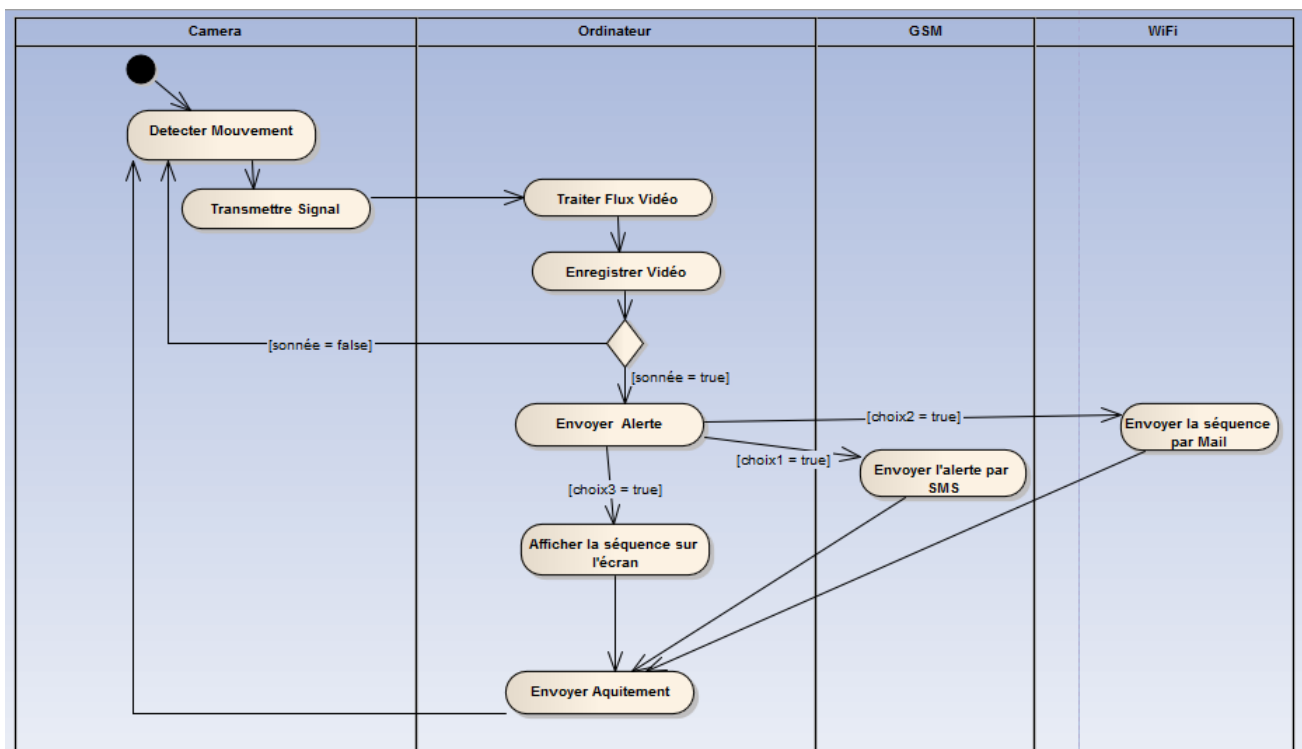 Camera
Ordinateur
GSM
WiFi
Detecter Mouvement
Transmettre Signal
Traiter Flux Vidéo
Enregistrer Vidéo
[sonnée = false]
[sonnée = true]
Envoyer Alerte
[choix2 = true]
Envoyer la séquence
par Mail
[choix1 = true]
Envoyer l'alerte par
SMS
[choix3 = true]
Afficher la séquence sur
l'écran
Envoyer Aquitement